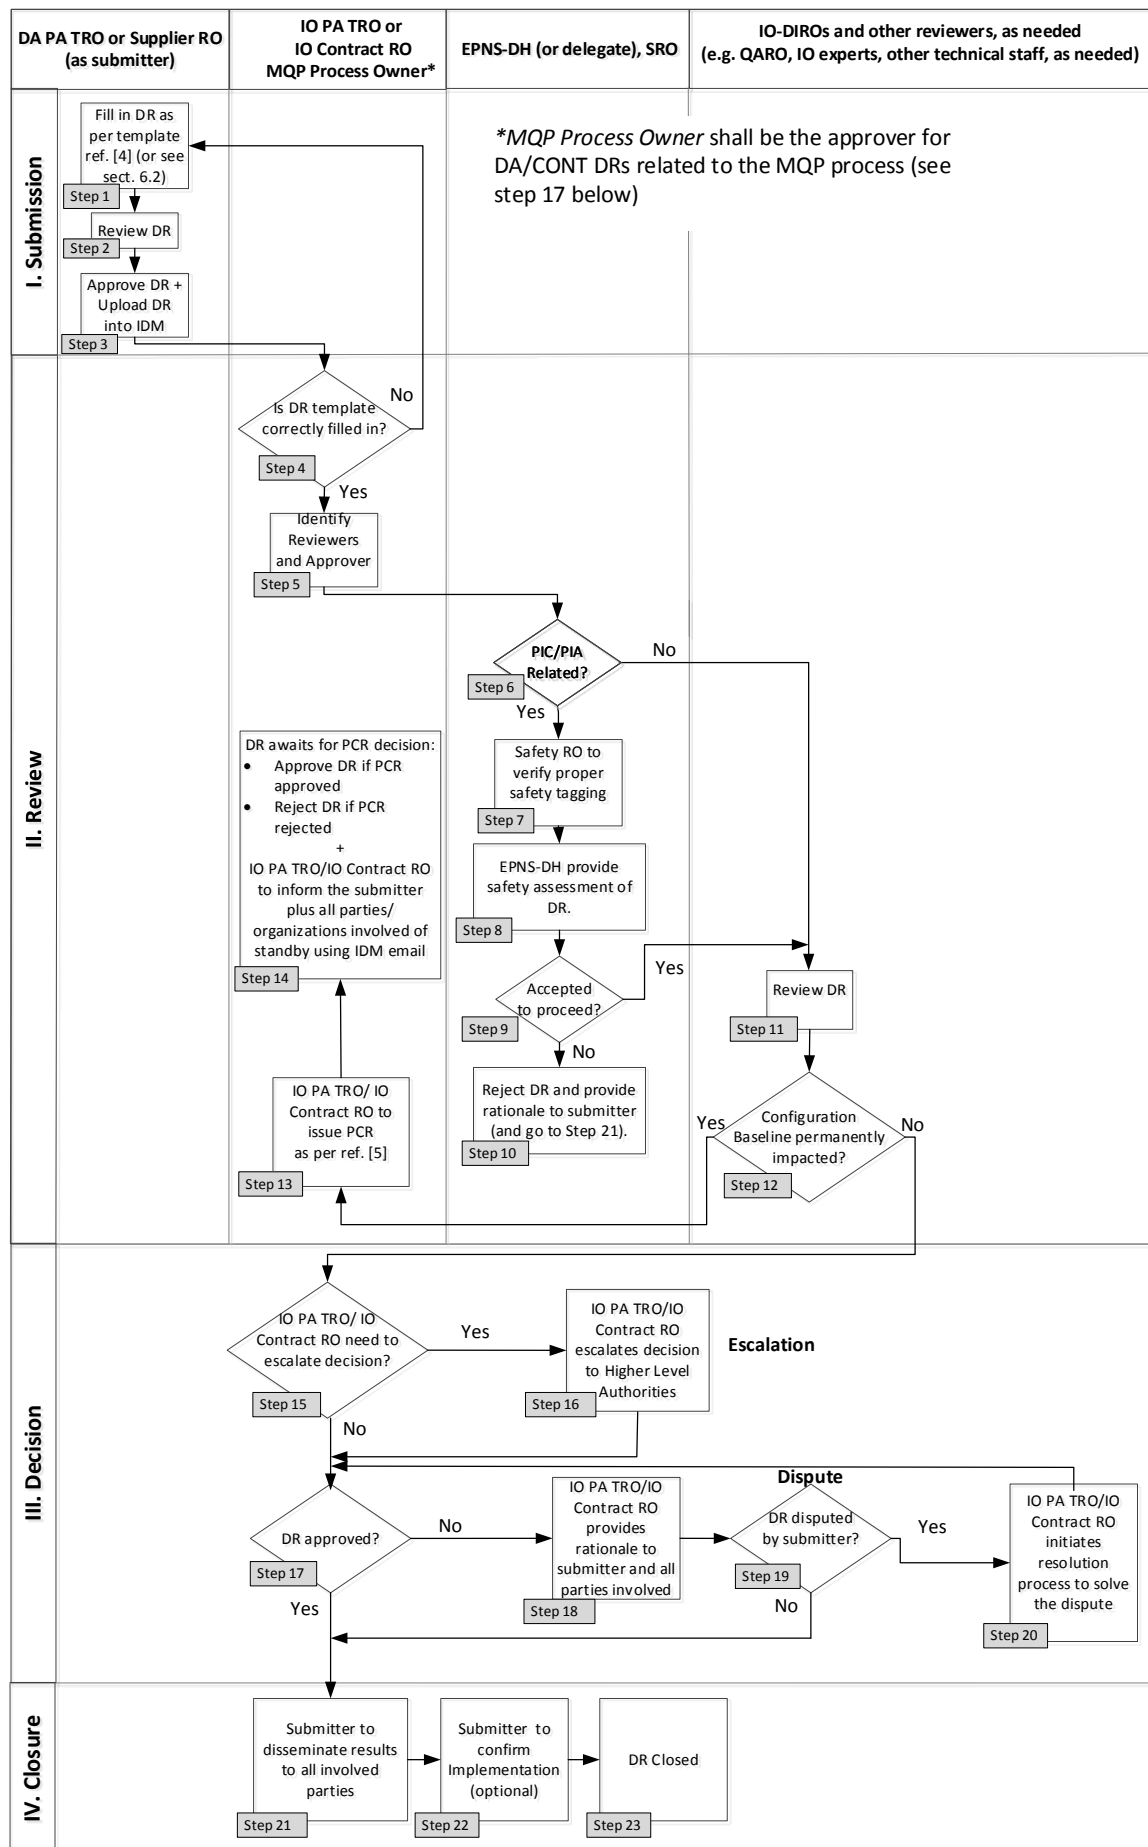 DA PA TRO or Supplier RO
(as submitter)
IO PA TRO or
IO Contract RO
MQP Process Owner*
EPNS-DH (or delegate), SRO
IO-DIROs and other reviewers, as needed
(e.g. QARO, IO experts, other technical staff, as needed)
I. Submission
Fill in DR as
per template
ref. [4] (or see
sect. 6.2)
Step 1
Review DR
Step 2
Approve DR +
Upload DR
into IDM
Step 3
*MQP Process Owner shall be the approver for
DA/CONT DRs related to the MQP process (see
step 17 below)
II. Review
Is DR template
correctly filled in?
Step 4
No
Yes
Identify
Reviewers
and Approver
Step 5
PIC/PIA
Related?
Step 6
No
Yes
Safety RO to
verify proper
safety tagging
Step 7
EPNS-DH provide
safety assessment of
DR.
Step 8
Accepted
to proceed?
Step 9
Yes
No
Reject DR and provide
rationale to submitter
(and go to Step 21).
Step 10
Review DR
Step 11
Configuration
Baseline permanently
impacted?
Step 12
Yes
No
IO PA TRO/ IO
Contract RO to
issue PCR
as per ref. [5]
Step 13
DR awaits for PCR decision:
• Approve DR if PCR
approved
• Reject DR if PCR
rejected
+
IO PA TRO/IO Contract RO
to inform the submitter
plus all parties/
organizations involved of
standby using IDM email
Step 14
III. Decision
IO PA TRO/ IO
Contract RO need to
escalate decision?
Step 15
Yes
No
IO PA TRO/IO
Contract RO
escalates decision
to Higher Level
Authorities
Step 16
Escalation
DR approved?
Step 17
No
Yes
IO PA TRO/IO
Contract RO
provides
rationale to
submitter and all
parties involved
Step 18
Dispute
DR disputed
by submitter?
Step 19
Yes
No
IO PA TRO/IO
Contract RO
initiates
resolution
process to solve
the dispute
Step 20
IV. Closure
Submitter to
disseminate results
to all involved
parties
Step 21
Submitter to
confirm
Implementation
(optional)
Step 22
DR Closed
Step 23